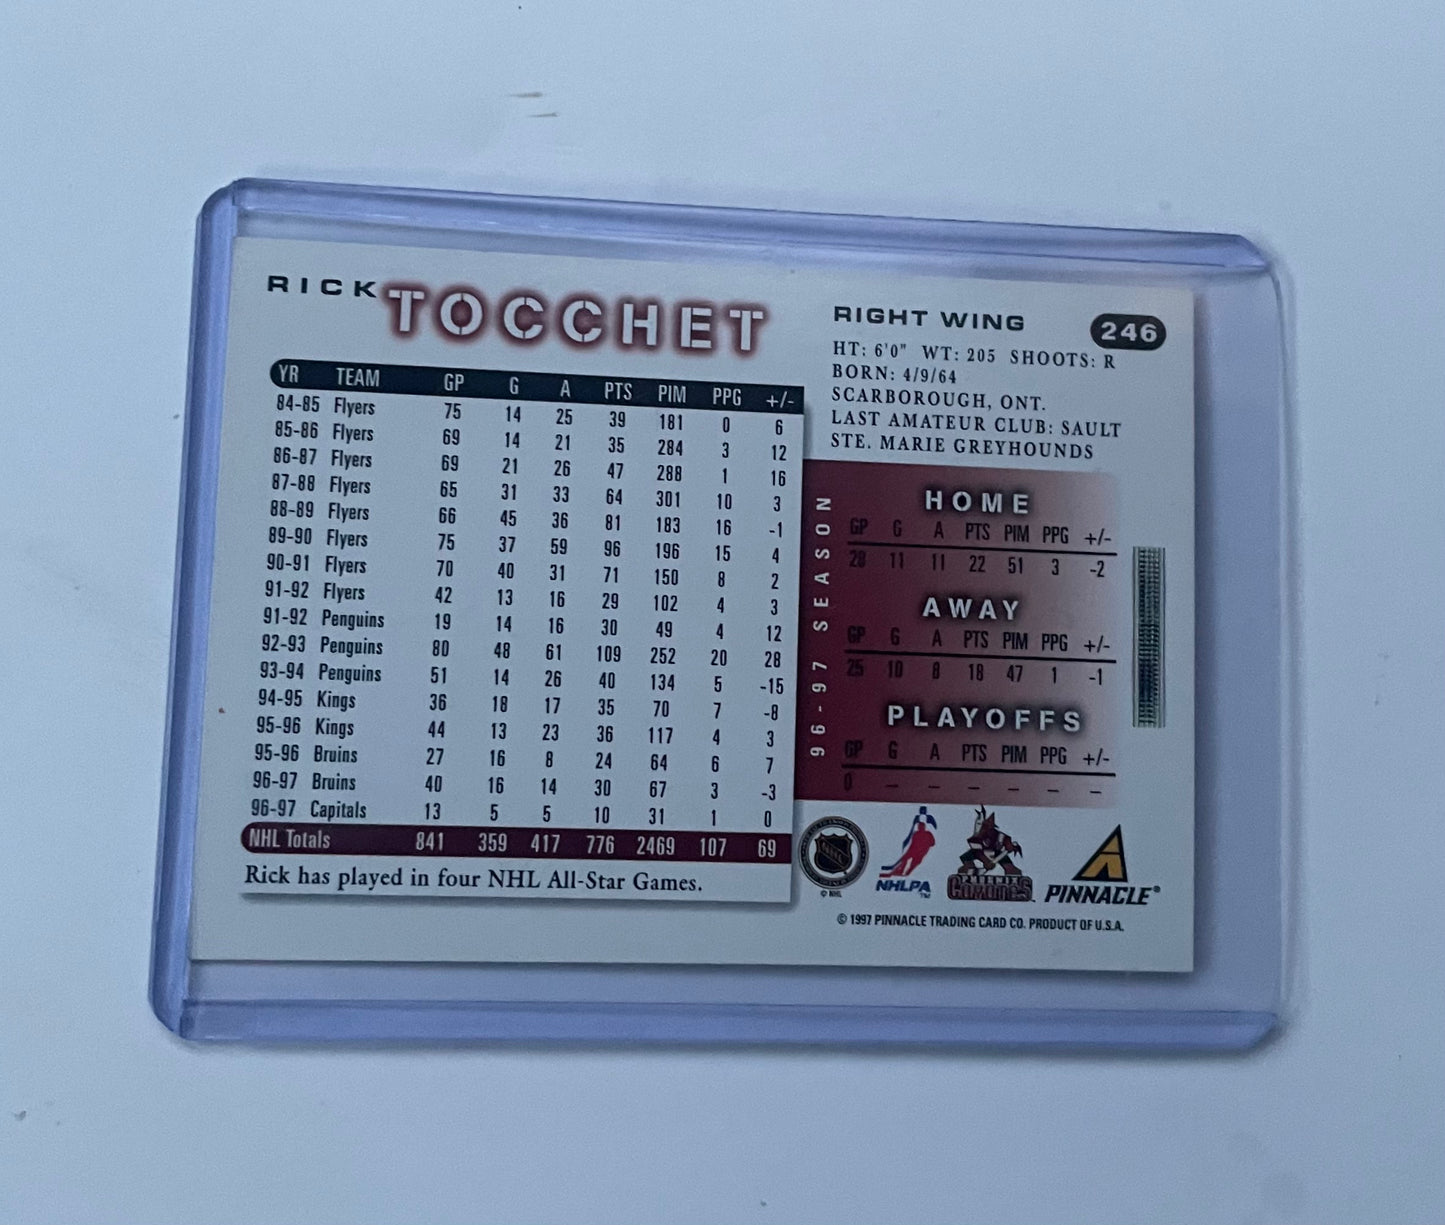 RICK TOCCHET
YR TEAM GP G A PTS PIM PPG +/-
84-85 Flyers 75 14 25 39 181 0 6
85-86 Flyers 69 14 21 35 284 3 12
86-87 Flyers 69 21 26 47 288 1 16
87-88 Flyers 65 31 33 64 301 10 3
88-89 Flyers 66 45 36 81 183 16 -1
89-90 Flyers 75 37 59 96 196 15 4
90-91 Flyers 70 40 31 71 150 8 2
91-92 Flyers 42 13 16 29 102 4 3
91-92 Penguins 19 14 16 30 49 4 12
92-93 Penguins 80 48 61 109 252 20 28
93-94 Penguins 51 14 26 40 134 5 -15
94-95 Kings 36 18 17 35 70 7 -8
95-96 Kings 44 13 23 36 117 4 3
95-96 Bruins 27 16 8 24 64 6 7
96-97 Bruins 40 16 14 30 67 3 -3
96-97 Capitals 13 5 5 10 31 1 0
NHL Totals 841 359 417 776 2469 107 69
Rick has played in four NHL All-Star Games.
RIGHT WING
246
HT: 6'0" WT: 205 SHOOTS: R
BORN: 4/9/64
SCARBOROUGH, ONT.
LAST AMATEUR CLUB: SAULT
STE. MARIE GREYHOUNDS
96-97 SEASON
HOME
GP G A PTS PIM PPG +/-
28 11 11 22 51 3 -2
AWAY
GP G A PTS PIM PPG +/-
25 10 8 18 47 1 -1
PLAYOFFS
GP G A PTS PIM PPG +/-
0 – – – – – –
NHL
© NHL
NHLPA
TM
PHOENIX
COYOTES
PINNACLE®
© 1997 PINNACLE TRADING CARD CO. PRODUCT OF U.S.A.